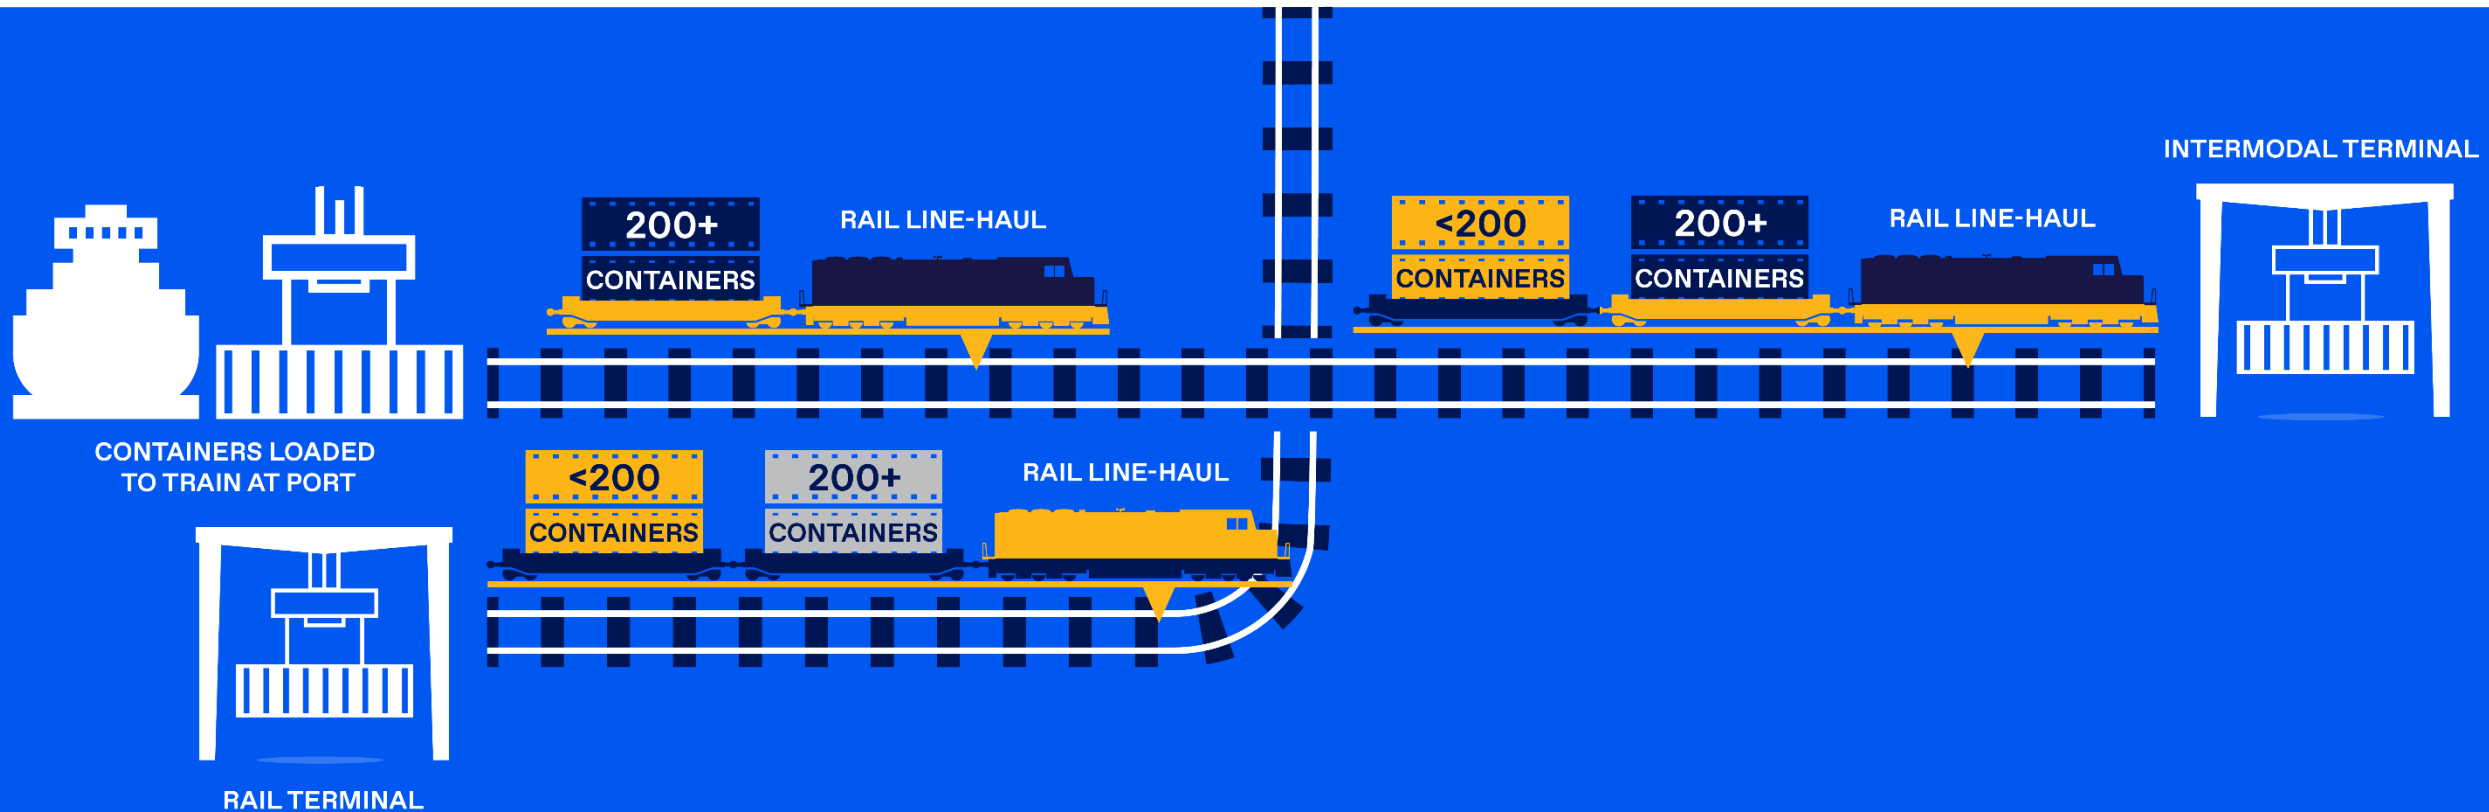 INTERMODAL TERMINAL
200+
CONTAINERS
RAIL LINE-HAUL
<200
CONTAINERS
200+
CONTAINERS
RAIL LINE-HAUL
CONTAINERS LOADED
TO TRAIN AT PORT
<200
CONTAINERS
200+
CONTAINERS
RAIL LINE-HAUL
RAIL TERMINAL